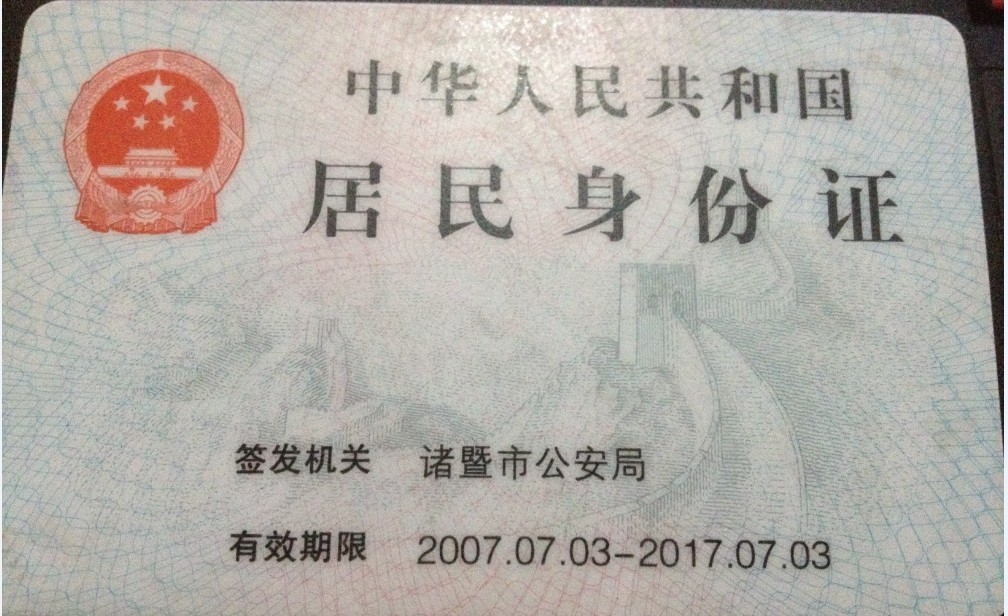 中华人民共和国
居民身份证
签发机关 诸暨市公安局
有效期限 2007.07.03-2017.07.03